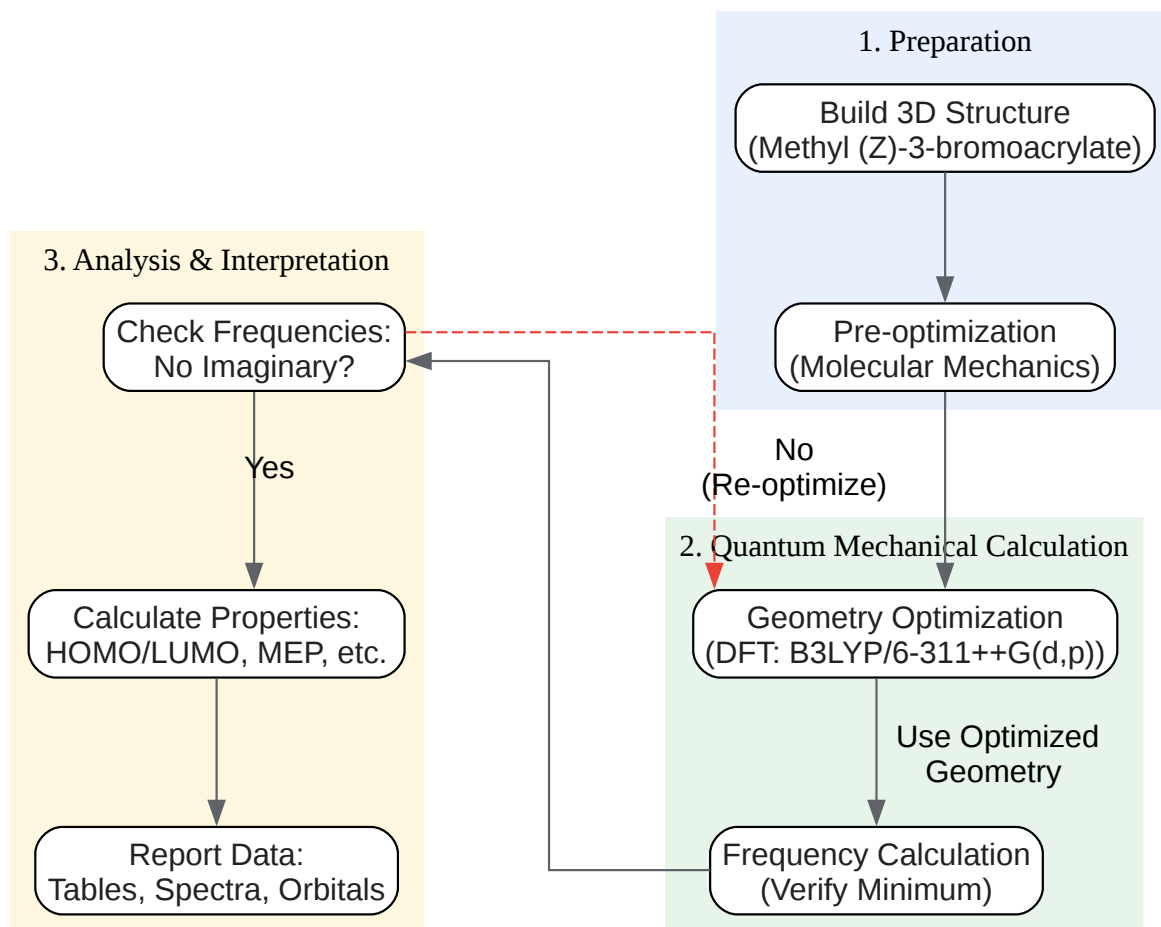 1. Preparation
Build 3D Structure
(Methyl (Z)-3-bromoacrylate)
Pre-optimization
(Molecular Mechanics)
No
(Re-optimize)
2. Quantum Mechanical Calculation
Geometry Optimization
(DFT: B3LYP/6-311++G(d,p))
Use Optimized
Geometry
Frequency Calculation
(Verify Minimum)
3. Analysis & Interpretation
Check Frequencies:
No Imaginary?
Yes
Calculate Properties:
HOMO/LUMO, MEP, etc.
Report Data:
Tables, Spectra, Orbitals